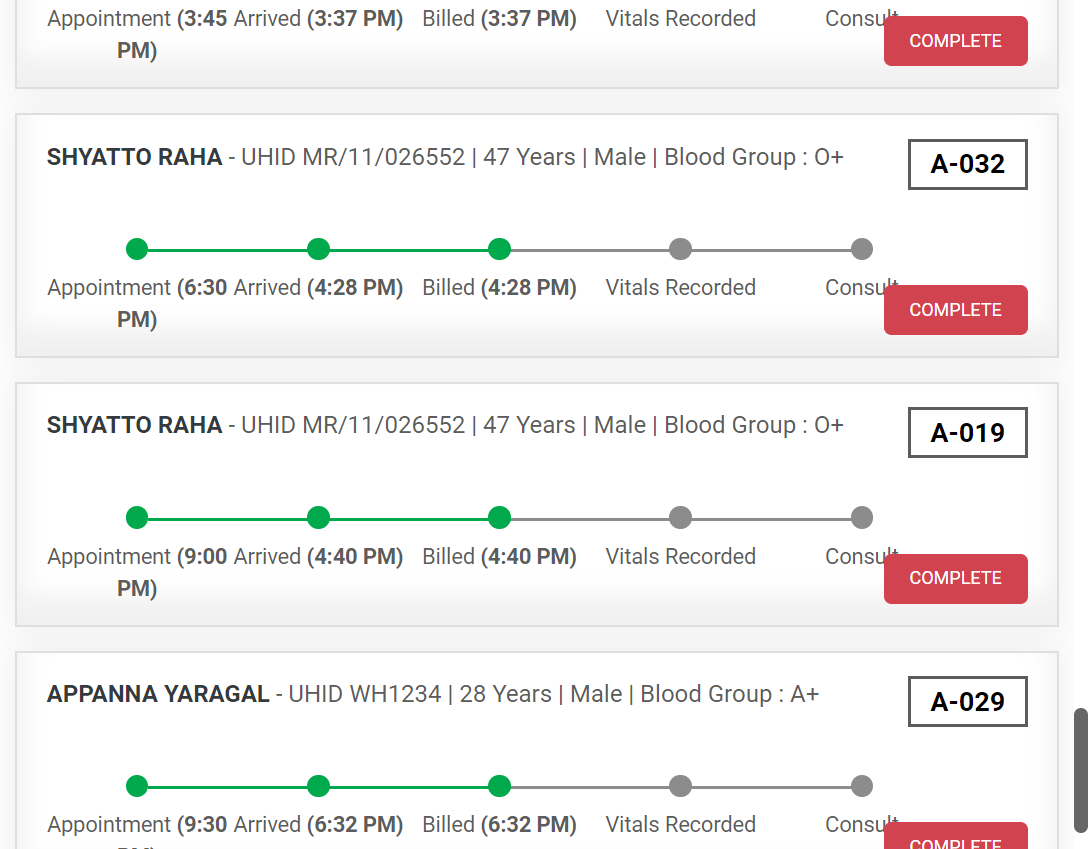 Appointment (3:45 Arrived (3:37 PM) Billed (3:37 PM) Vitals Recorded Consult
PM)
COMPLETE
SHYATTO RAHA - UHID MR/11/026552 | 47 Years | Male | Blood Group : O+
A-032
Appointment (6:30 Arrived (4:28 PM) Billed (4:28 PM) Vitals Recorded Consult
PM)
COMPLETE
SHYATTO RAHA - UHID MR/11/026552 | 47 Years | Male | Blood Group : O+
A-019
Appointment (9:00 Arrived (4:40 PM) Billed (4:40 PM) Vitals Recorded Consult
PM)
COMPLETE
APPANNA YARAGAL - UHID WH1234 | 28 Years | Male | Blood Group : A+
A-029
Appointment (9:30 Arrived (6:32 PM) Billed (6:32 PM) Vitals Recorded Consult
PM)
COMPLETE